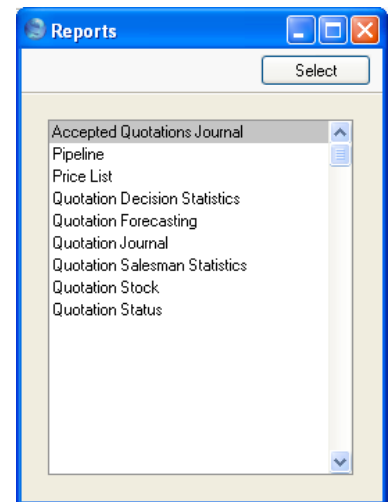 Reports
Select
Accepted Quotations Journal
Pipeline
Price List
Quotation Decision Statistics
Quotation Forecasting
Quotation Journal
Quotation Salesman Statistics
Quotation Stock
Quotation Status